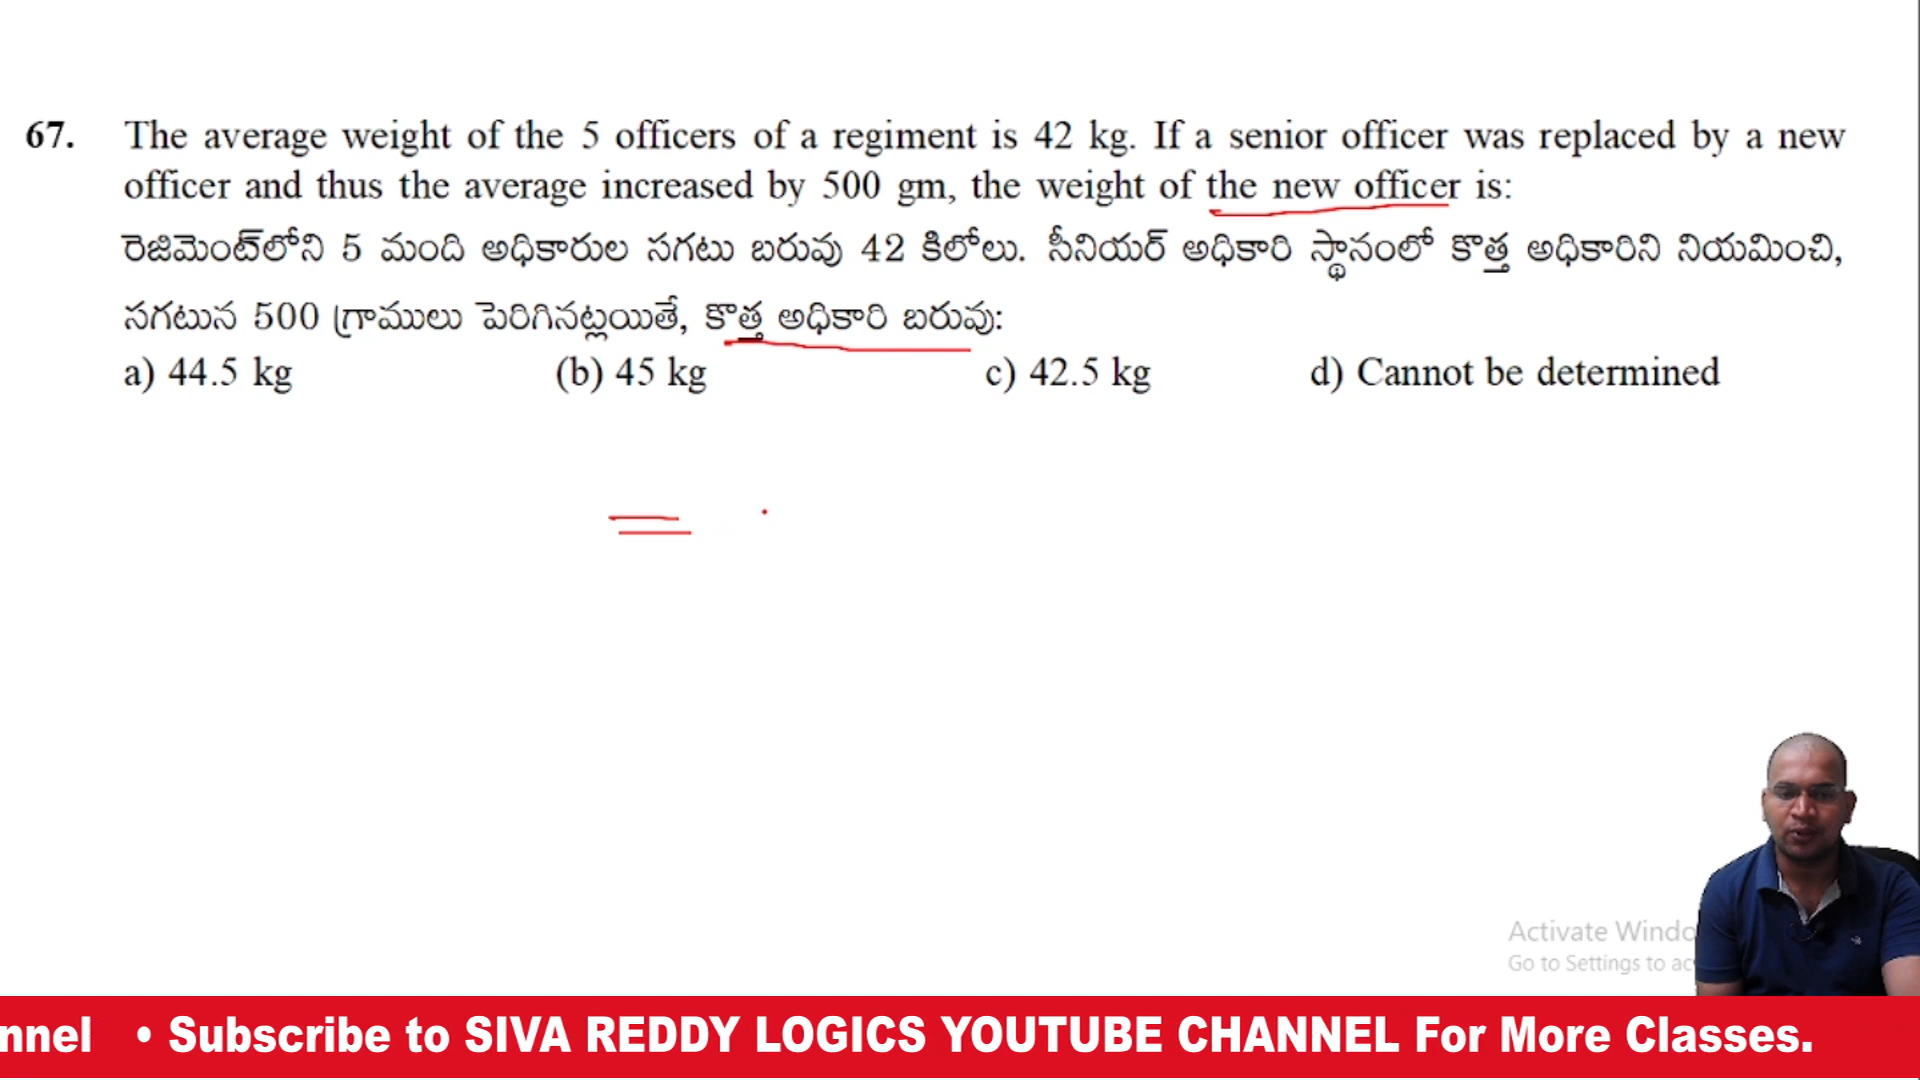 67. The average weight of the 5 officers of a regiment is 42 kg. If a senior officer was replaced by a new
officer and thus the average increased by 500 gm, the weight of the new officer is:
రెజిమెంట్‌లోని 5 మంది అధికారుల సగటు బరువు 42 కిలోలు. సీనియర్ అధికారి స్థానంలో కొత్త అధికారిని నియమించి,
సగటున 500 గ్రాములు పెరిగినట్లయితే, కొత్త అధికారి బరువు:
a) 44.5 kg (b) 45 kg c) 42.5 kg d) Cannot be determined
Activate Windo
Go to Settings to ac
nnel • Subscribe to SIVA REDDY LOGICS YOUTUBE CHANNEL For More Classes.